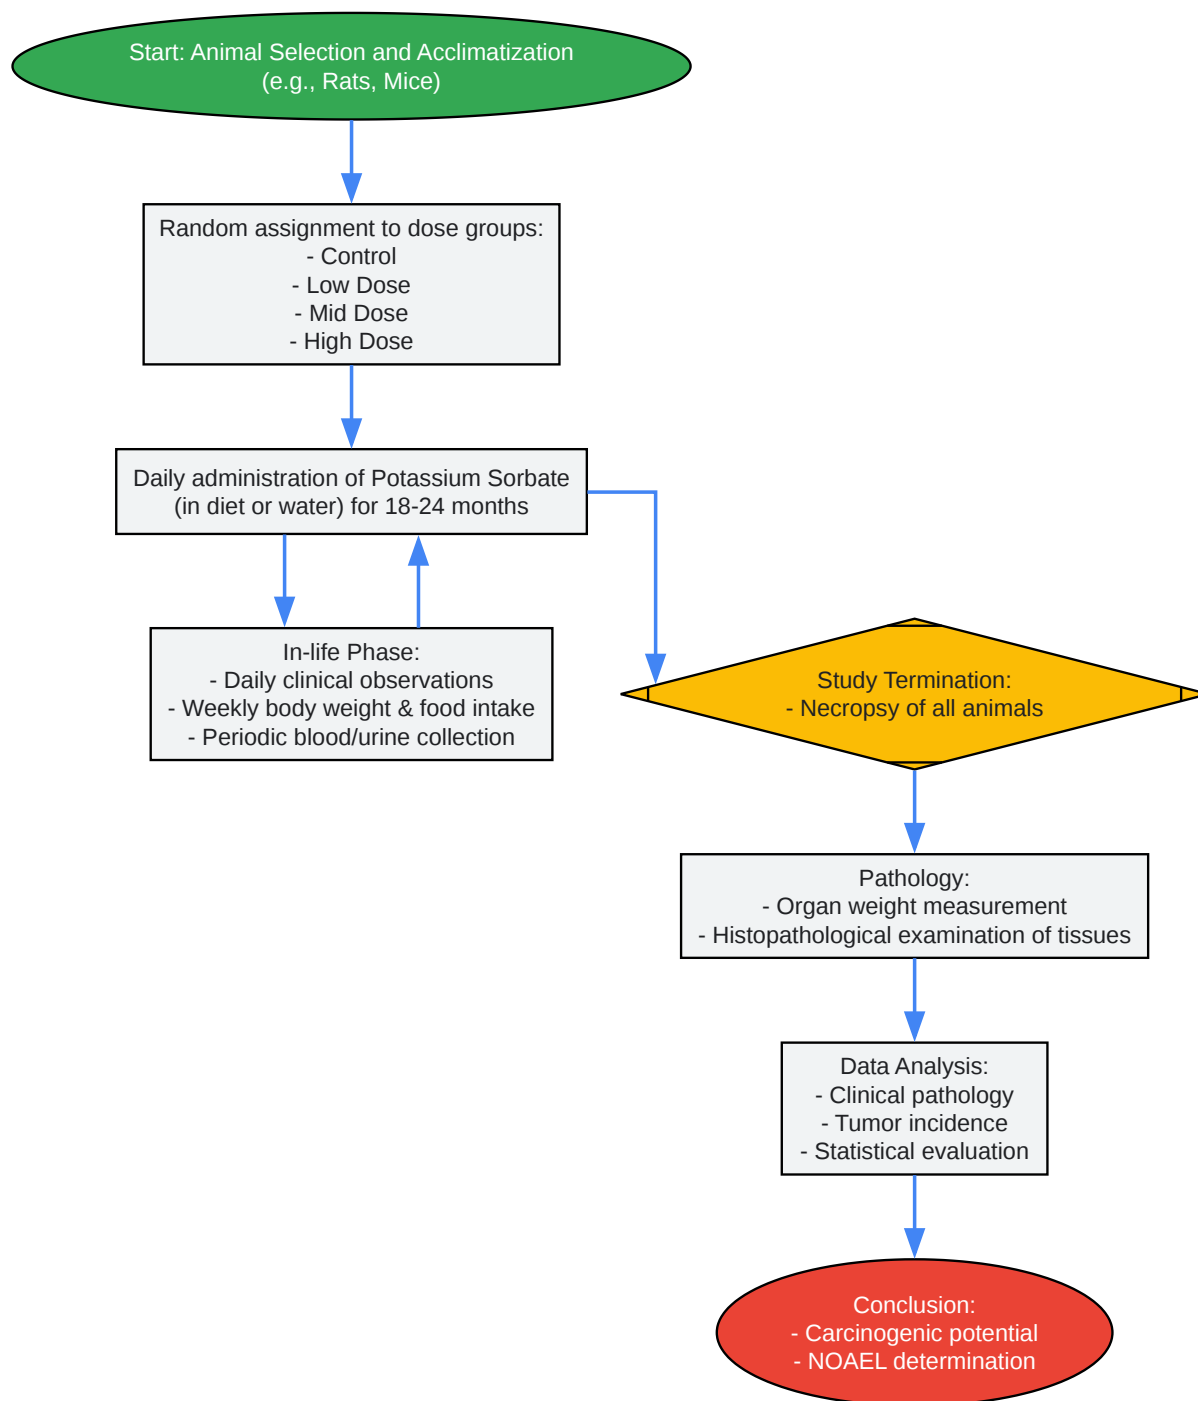 Start: Animal Selection and Acclimatization
(e.g., Rats, Mice)
Random assignment to dose groups:
- Control
- Low Dose
- Mid Dose
- High Dose
Daily administration of Potassium Sorbate
(in diet or water) for 18-24 months
In-life Phase:
- Daily clinical observations
- Weekly body weight & food intake
- Periodic blood/urine collection
Study Termination:
- Necropsy of all animals
Pathology:
- Organ weight measurement
- Histopathological examination of tissues
Data Analysis:
- Clinical pathology
- Tumor incidence
- Statistical evaluation
Conclusion:
- Carcinogenic potential
- NOAEL determination